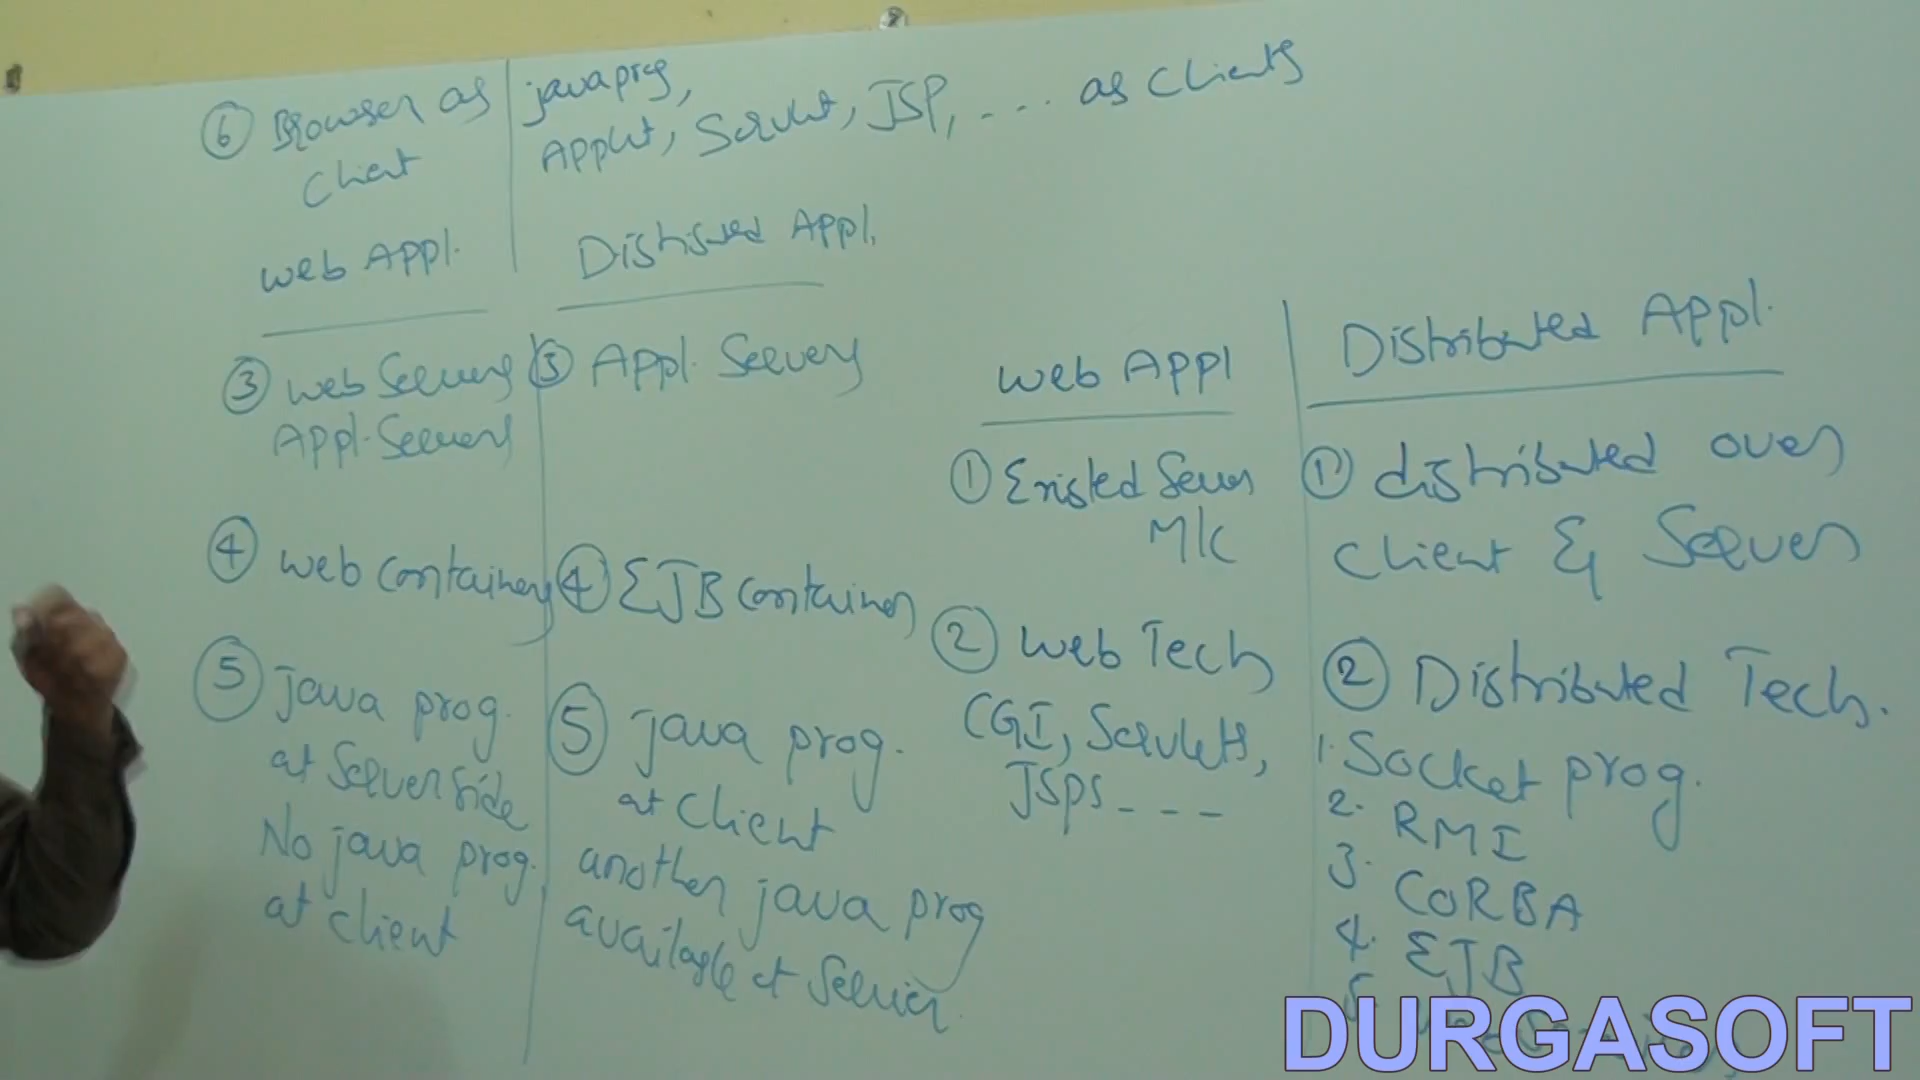 6 Browser as
Client
javaprog,
Applet, Servlet, JSP, --.. as Clients
Web Appl.
Distributed Appl.
3 Web Servers
Appl. Servers
3 Appl. Servers
4 Web Containers
4 EJB Container
5 java prog.
at Server side
No java prog.
at client
5 java prog.
at client
another java prog
available at Server.
Web Appl
Distributed Appl.
1 Existed Server
M/C
1 distributed over
client & Server
2 Web Tech
CGI, Servlets,
JSPs - - -
2 Distributed Tech.
1. Socket prog.
2. RMI
3. CORBA
4. EJB
5.
DURGASOFT